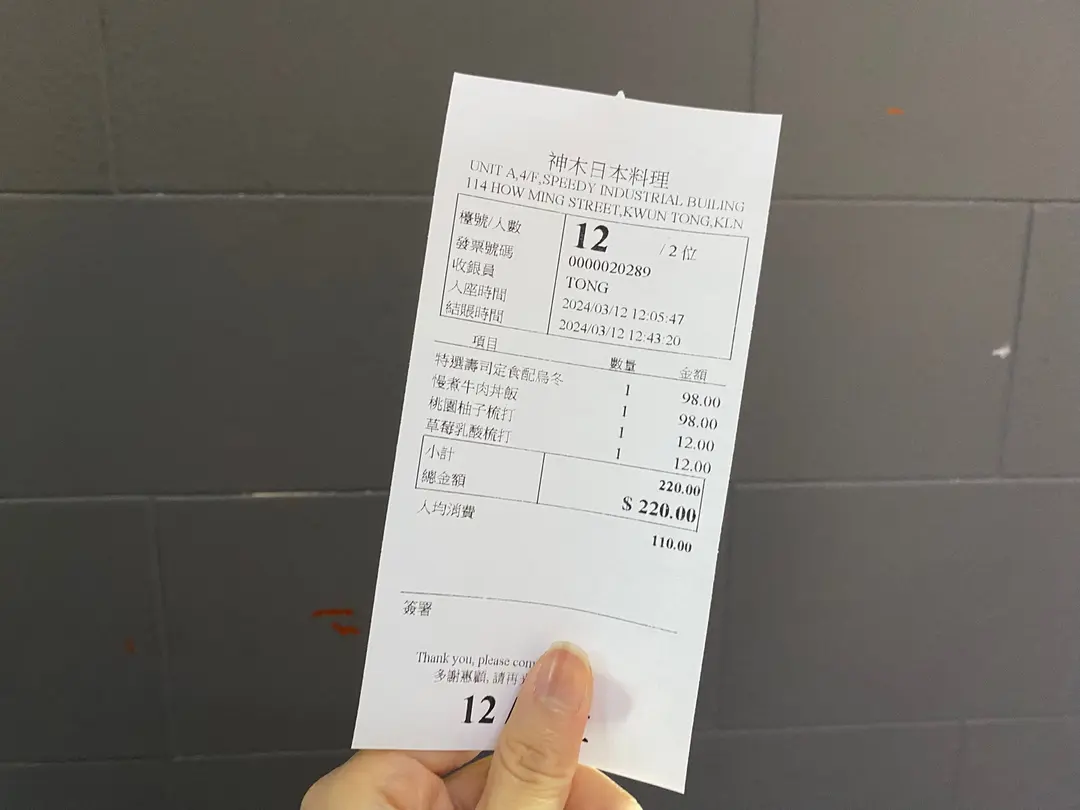 神木日本料理
UNIT A,4/F,SPEEDY INDUSTRIAL BUILING
114 HOW MING STREET,KWUN TONG,KLN
檯號/人數 12 /2 位
發票號碼 0000020289
收銀員 TONG
入座時間 2024/03/12 12:05:47
結賬時間 2024/03/12 12:43:20
項目 數量 金額
特選壽司定食配烏冬 1 98.00
慢煮牛肉丼飯 1 98.00
桃園柚子梳打 1 12.00
草莓乳酸梳打 1 12.00
小計 220.00
總金額 $ 220.00
人均消費 110.00
簽署
Thank you, please
多謝惠顧, 請再
12